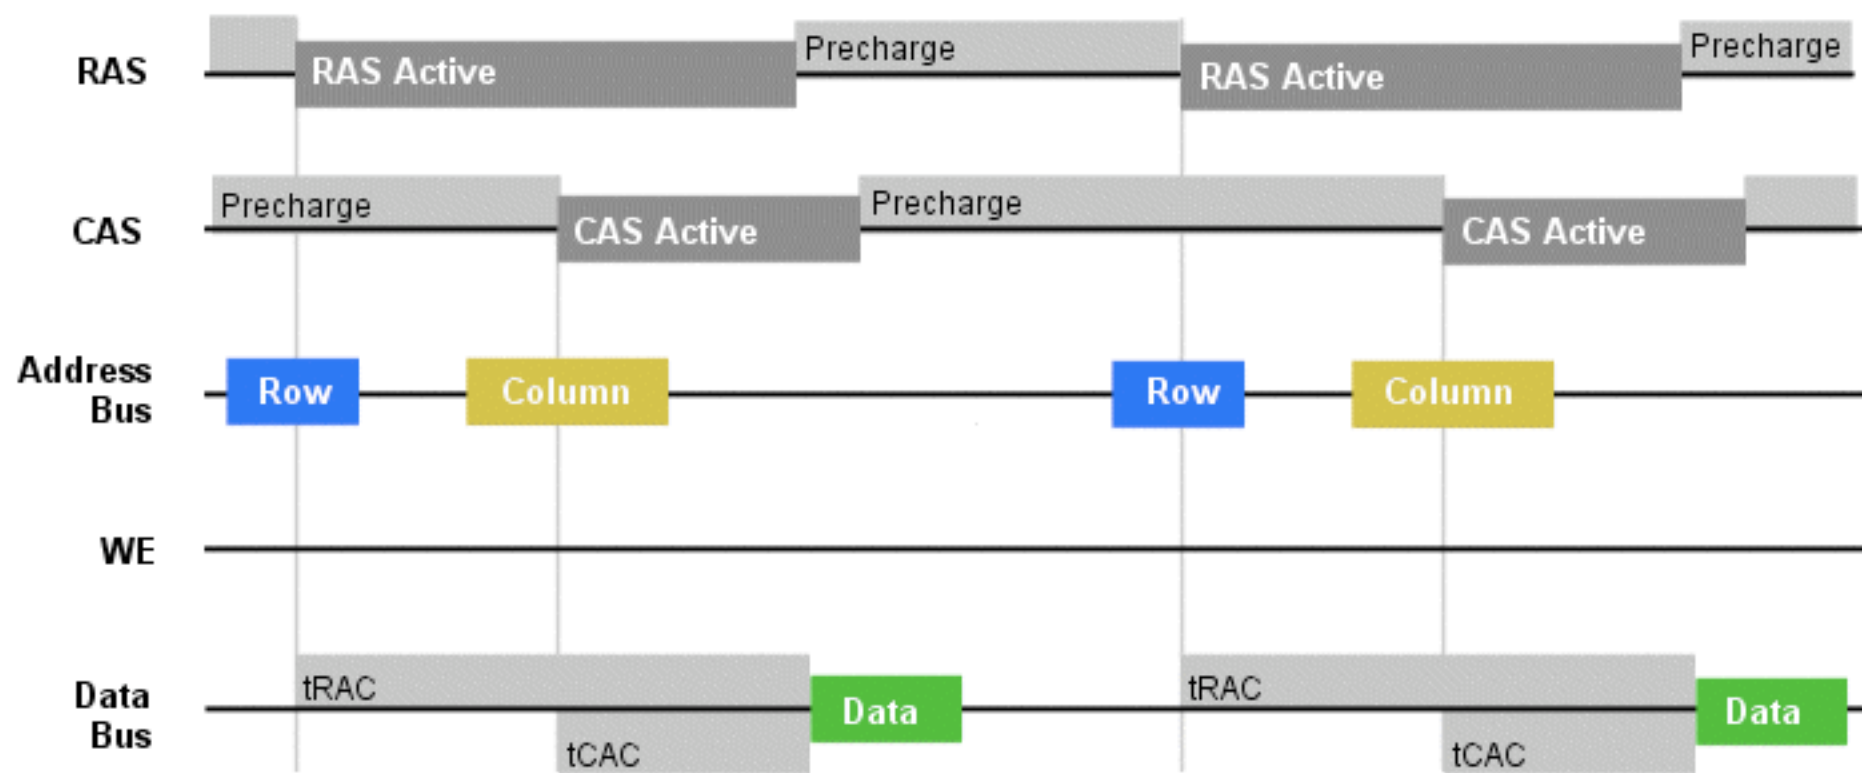 RAS
RAS Active
Precharge
RAS Active
Precharge
CAS
Precharge
CAS Active
Precharge
CAS Active
Address
Bus
Row
Column
Row
Column
WE
Data
Bus
tRAC
Data
tRAC
Data
tCAC
tCAC